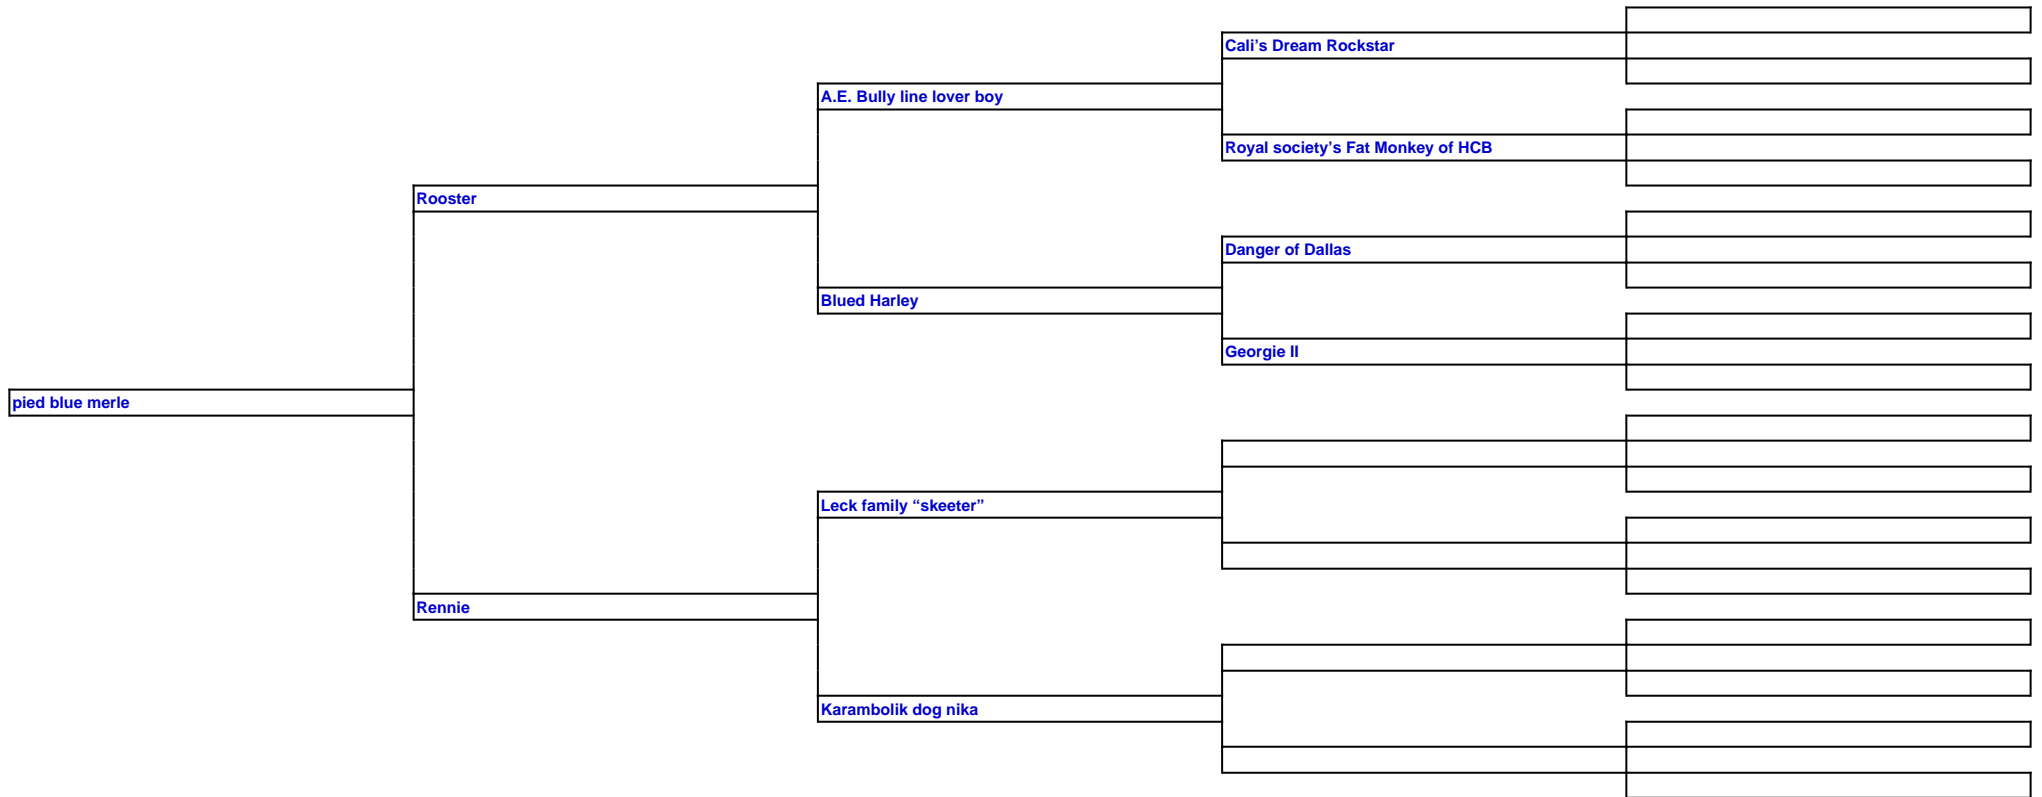 Cali’s Dream Rockstar
A.E. Bully line lover boy
Royal society’s Fat Monkey of HCB
Rooster
Danger of Dallas
Blued Harley
Georgie II
pied blue merle
Leck family “skeeter”
Rennie
Karambolik dog nika